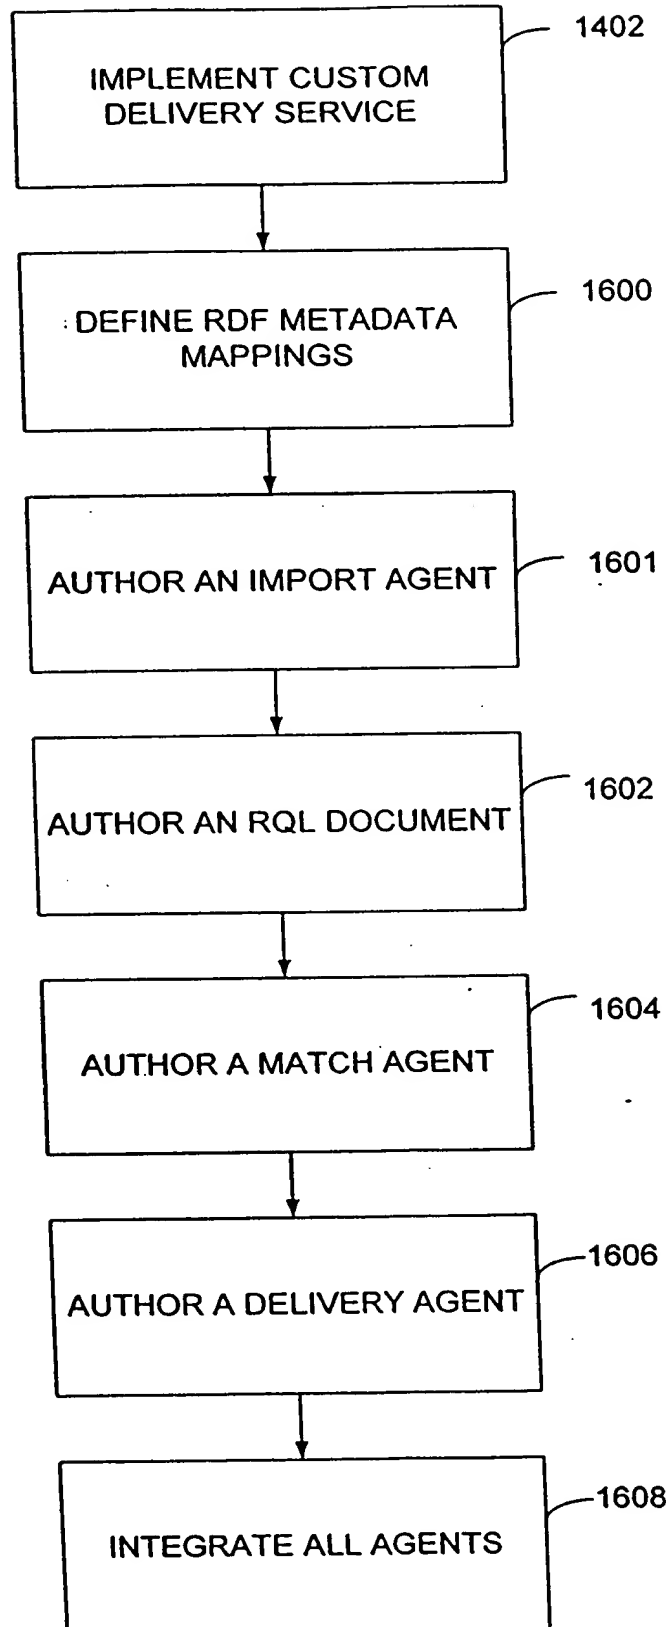 1402
IMPLEMENT CUSTOM
DELIVERY SERVICE
1600
DEFINE RDF METADATA
MAPPINGS
1601
AUTHOR AN IMPORT AGENT
1602
AUTHOR AN RQL DOCUMENT
1604
AUTHOR A MATCH AGENT
1606
AUTHOR A DELIVERY AGENT
1608
INTEGRATE ALL AGENTS